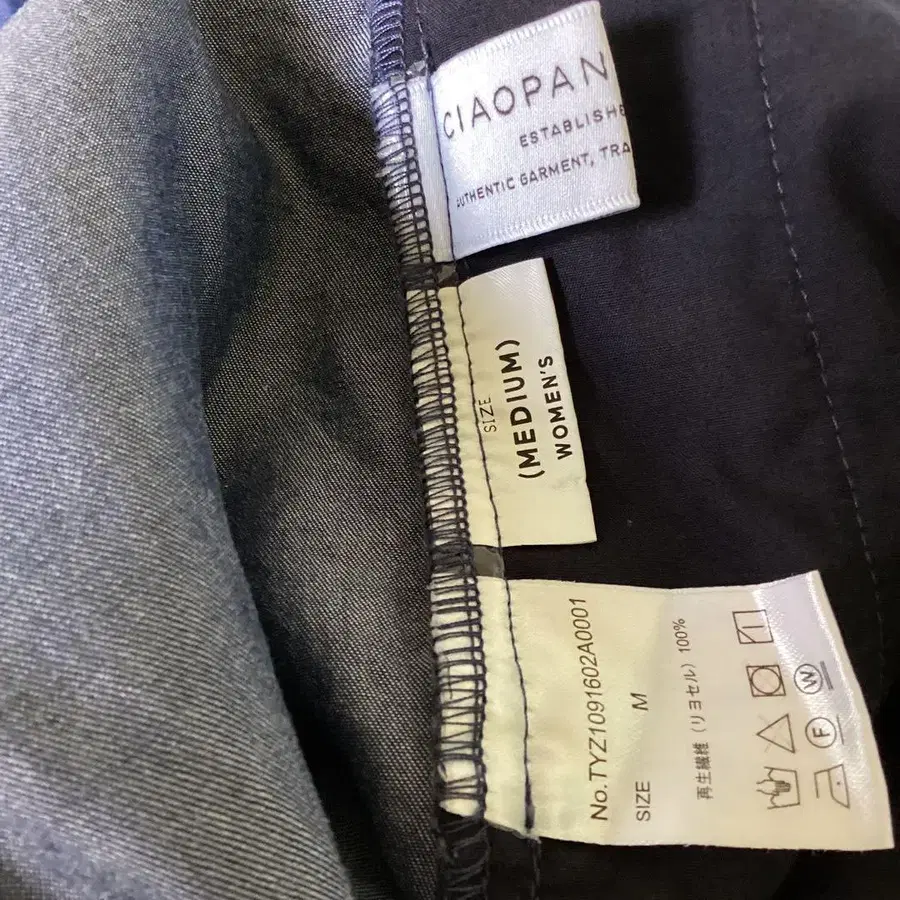 CIAOPAN
ESTABLISHE
AUTHENTIC GARMENT, TRA
SIZE
(MEDIUM)
WOMEN'S
No.TYZ1091602A0001
SIZE M
再生繊維（リヨセル）100%
F
W